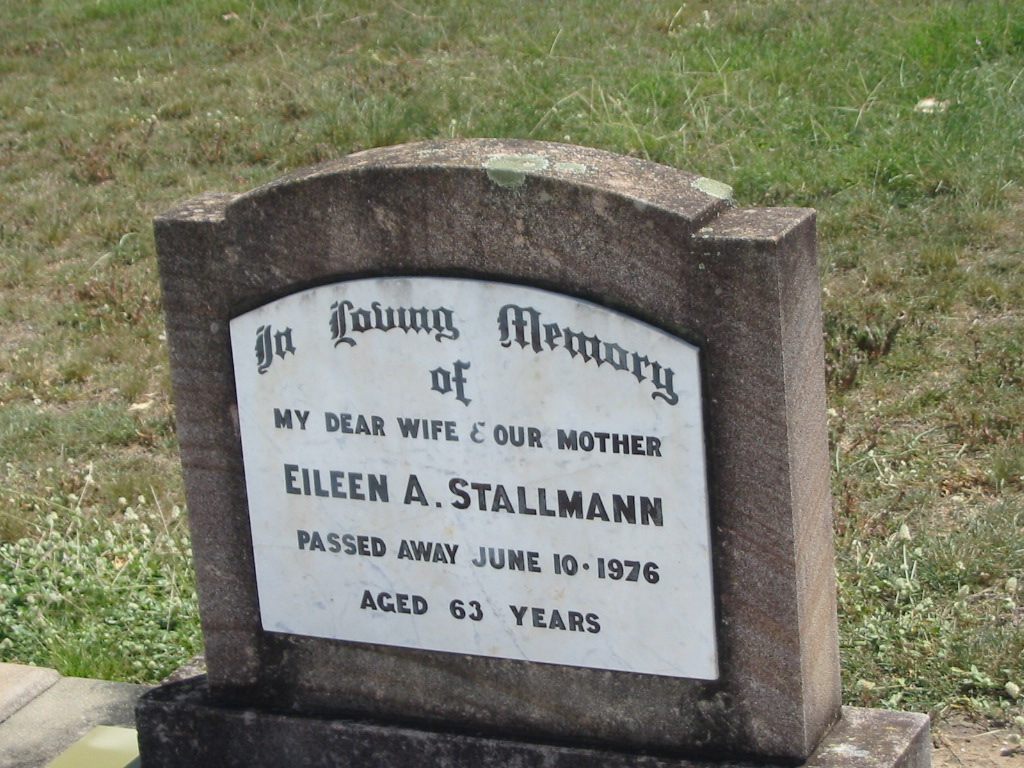 In Loving Memory
of
MY DEAR WIFE & OUR MOTHER
EILEEN A. STALLMANN
PASSED AWAY JUNE 10 • 1976
AGED 63 YEARS